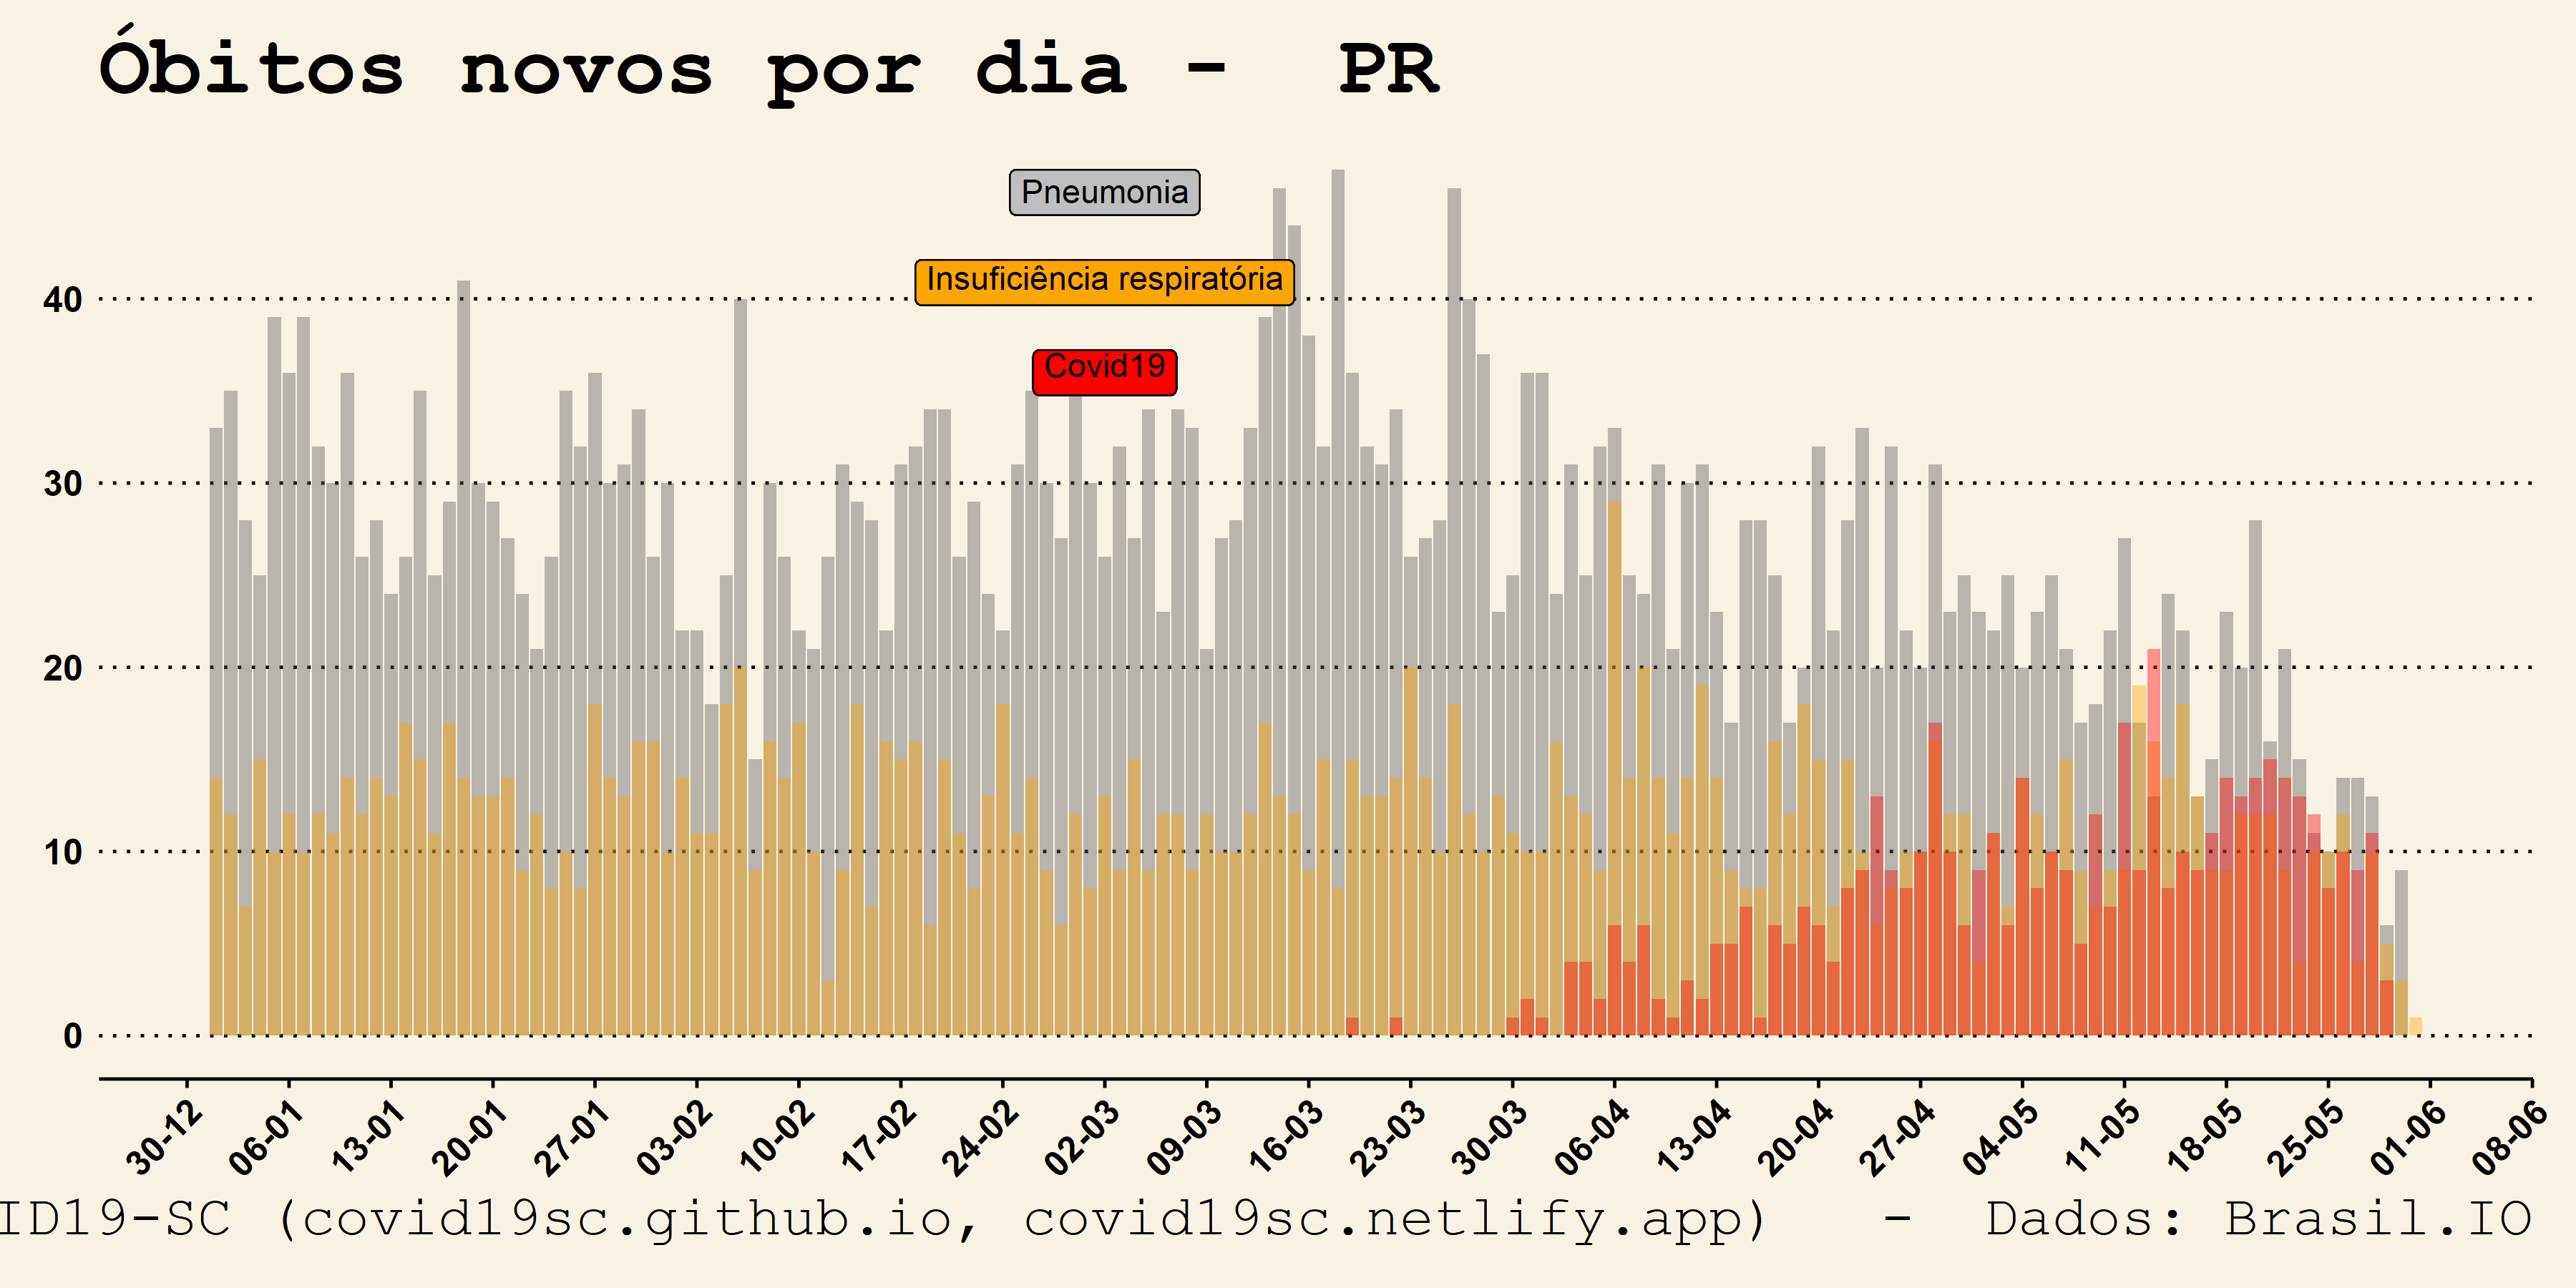 Óbitos novos por dia - PR
Pneumonia
Insuficiência respiratória
Covid19
40
30
20
10
0
30-12 06-01 13-01 20-01 27-01 03-02 10-02 17-02 24-02 02-03 09-03 16-03 23-03 30-03 06-04 13-04 20-04 27-04 04-05 11-05 18-05 25-05 01-06 08-06
ID19-SC (covid19sc.github.io, covid19sc.netlify.app) - Dados: Brasil.IO